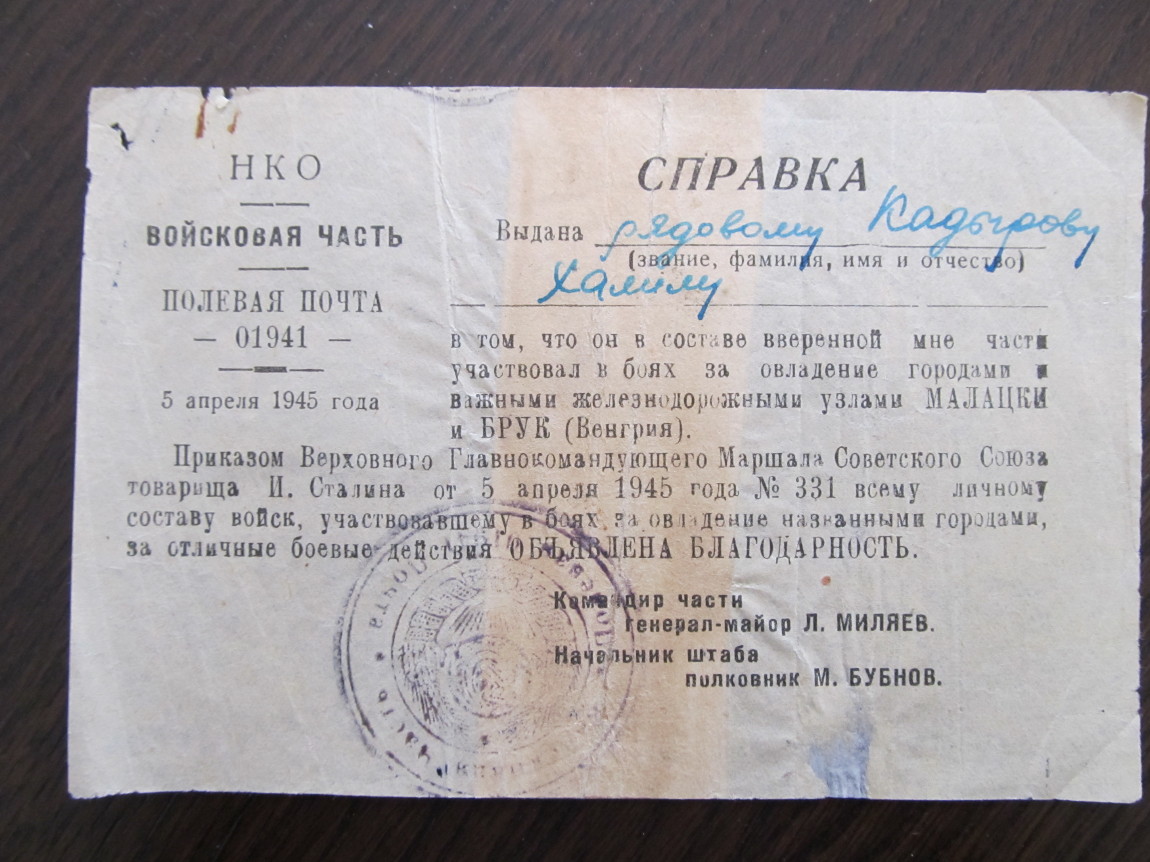 НКО
ВОЙСКОВАЯ ЧАСТЬ
ПОЛЕВАЯ ПОЧТА
— 01941 —
5 апреля 1945 года
СПРАВКА
Выдана рядовому Кадырову
(звание, фамилия, имя и отчество)
Халилу
в том, что он в составе вверенной мне части
участвовал в боях за овладение городами и
важными железнодорожными узлами МАЛАЦКИ
и БРУК (Венгрия).
Приказом Верховного Главнокомандующего Маршала Советского Союза
товарища И. Сталина от 5 апреля 1945 года № 331 всему личному
составу войск, участвовавшему в боях за овладение названными городами,
за отличные боевые действия ОБЪЯВЛЕНА БЛАГОДАРНОСТЬ.
Командир части
генерал-майор Л. МИЛЯЕВ.
Начальник штаба
полковник М. БУБНОВ.
Полевая почта • часть